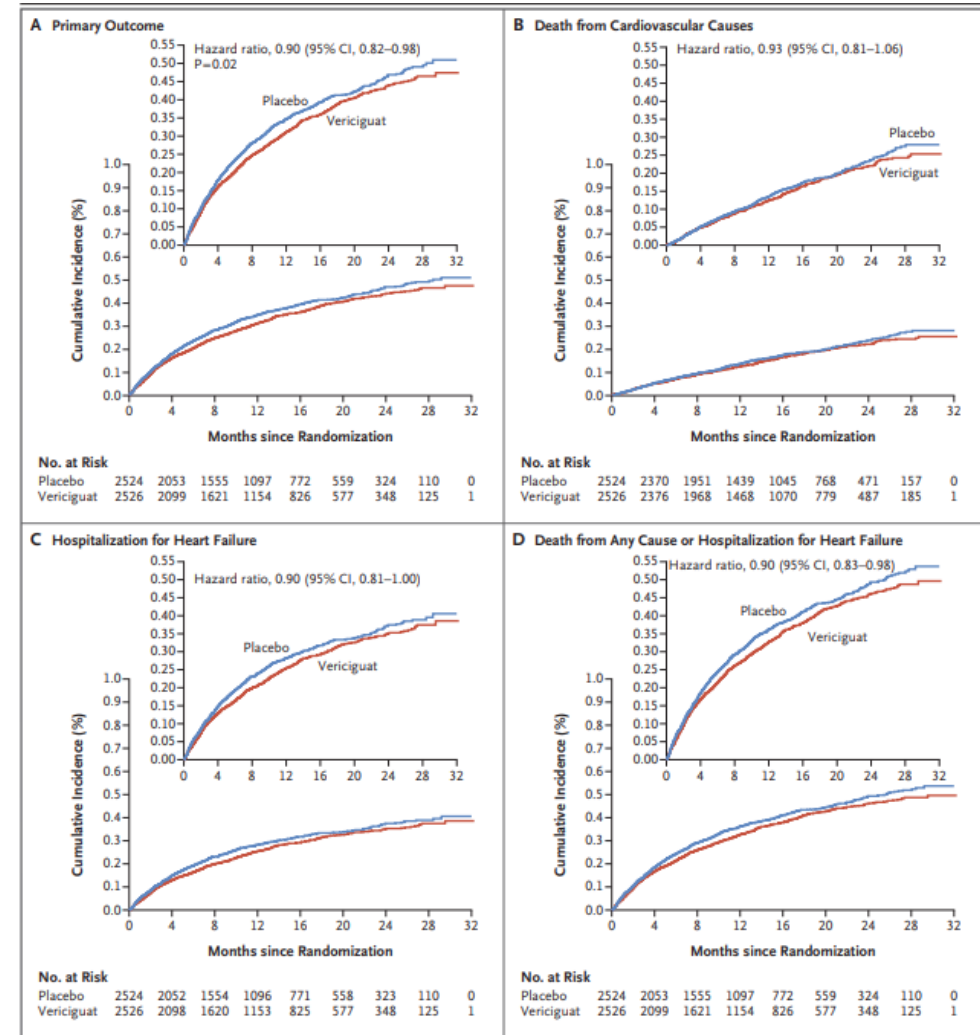 A Primary Outcome
Hazard ratio, 0.90 (95% CI, 0.82–0.98)
P=0.02
Placebo
Vericiguat
0.55
0.50
0.45
0.40
0.35
0.30
0.25
0.20
0.15
0.10
0.05
0.00
0 4 8 12 16 20 24 28 32
Cumulative Incidence (%)
1.0
0.9
0.8
0.7
0.6
0.5
0.4
0.3
0.2
0.1
0.0
0 4 8 12 16 20 24 28 32
Months since Randomization
No. at Risk
Placebo 2524 2053 1555 1097 772 559 324 110 0
Vericiguat 2526 2099 1621 1154 826 577 348 125 1
B Death from Cardiovascular Causes
Hazard ratio, 0.93 (95% CI, 0.81–1.06)
Placebo
Vericiguat
0.55
0.50
0.45
0.40
0.35
0.30
0.25
0.20
0.15
0.10
0.05
0.00
0 4 8 12 16 20 24 28 32
Cumulative Incidence (%)
1.0
0.9
0.8
0.7
0.6
0.5
0.4
0.3
0.2
0.1
0.0
0 4 8 12 16 20 24 28 32
Months since Randomization
No. at Risk
Placebo 2524 2370 1951 1439 1045 768 471 157 0
Vericiguat 2526 2376 1968 1468 1070 779 487 185 1
C Hospitalization for Heart Failure
Hazard ratio, 0.90 (95% CI, 0.81–1.00)
Placebo
Vericiguat
0.55
0.50
0.45
0.40
0.35
0.30
0.25
0.20
0.15
0.10
0.05
0.00
0 4 8 12 16 20 24 28 32
Cumulative Incidence (%)
1.0
0.9
0.8
0.7
0.6
0.5
0.4
0.3
0.2
0.1
0.0
0 4 8 12 16 20 24 28 32
Months since Randomization
No. at Risk
Placebo 2524 2052 1554 1096 771 558 323 110 0
Vericiguat 2526 2098 1620 1153 825 577 348 125 1
D Death from Any Cause or Hospitalization for Heart Failure
Hazard ratio, 0.90 (95% CI, 0.83–0.98)
Placebo
Vericiguat
0.55
0.50
0.45
0.40
0.35
0.30
0.25
0.20
0.15
0.10
0.05
0.00
0 4 8 12 16 20 24 28 32
Cumulative Incidence (%)
1.0
0.9
0.8
0.7
0.6
0.5
0.4
0.3
0.2
0.1
0.0
0 4 8 12 16 20 24 28 32
Months since Randomization
No. at Risk
Placebo 2524 2053 1555 1097 772 559 324 110 0
Vericiguat 2526 2099 1621 1154 826 577 348 125 1